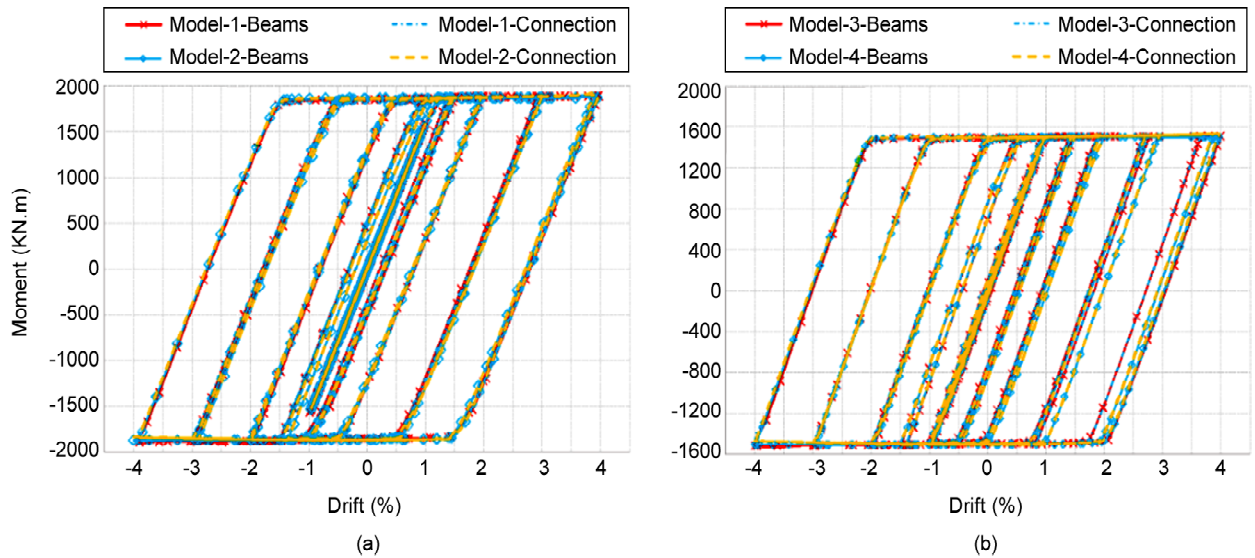 Model-1-Beams
Model-1-Connection
Model-2-Beams
Model-2-Connection
2000
1500
1000
500
0
-500
-1000
-1500
-2000
Moment (KN.m)
-4
-3
-2
-1
0
1
2
3
4
Drift (%)
(a)
Model-3-Beams
Model-3-Connection
Model-4-Beams
Model-4-Connection
2000
1600
1200
800
400
0
-400
-800
-1200
-1600
-4
-3
-2
-1
0
1
2
3
4
Drift (%)
(b)